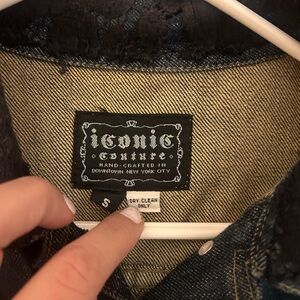 iconic
couture
HAND-CRAFTED IN
DOWNTOWN NEW YORK CITY
S
DRY CLEAN
ONLY